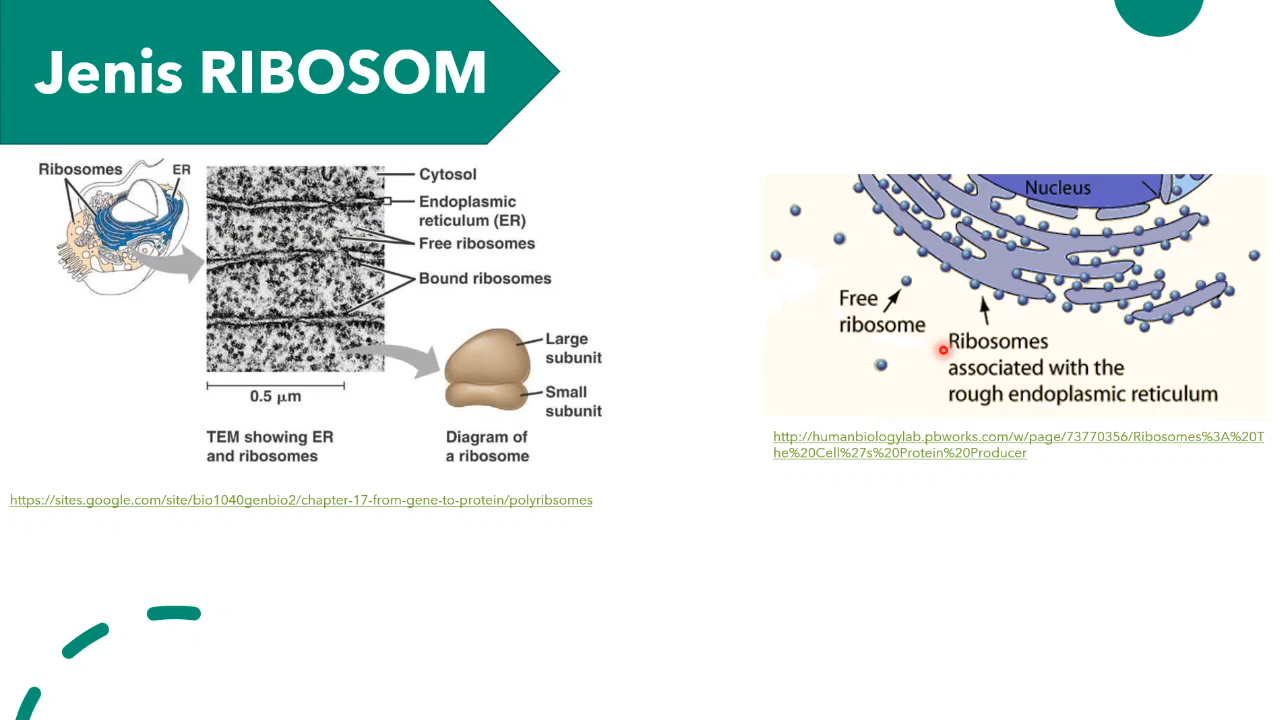 Jenis RIBOSOM
Ribosomes
ER
Cytosol
Endoplasmic
reticulum (ER)
Free ribosomes
Bound ribosomes
Large
subunit
Small
subunit
0.5 μm
TEM showing ER
and ribosomes
Diagram of
a ribosome
https://sites.google.com/site/bio1040genbio2/chapter-17-from-gene-to-protein/polyribsomes
Nucleus
Free
ribosome
Ribosomes
associated with the
rough endoplasmic reticulum
http://humanbiologylab.pbworks.com/w/page/73770356/Ribosomes%3A%20T
he%20Cell%27s%20Protein%20Producer